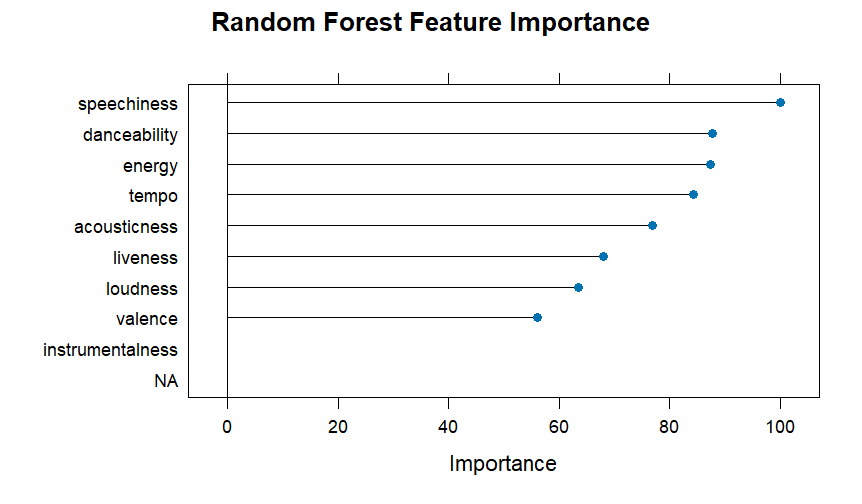 Random Forest Feature Importance
speechiness
danceability
energy
tempo
acousticness
liveness
loudness
valence
instrumentalness
NA
0 20 40 60 80 100
Importance